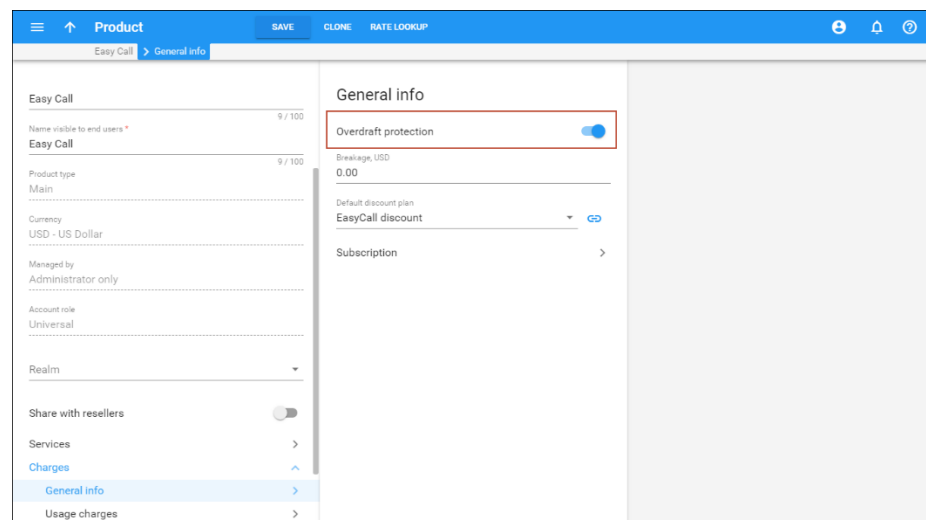 Product SAVE CLONE RATE LOOKUP
Easy Call General info
Easy Call
9 / 100
Name visible to end users *
Easy Call
9 / 100
Product type
Main
Currency
USD - US Dollar
Managed by
Administrator only
Account role
Universal
Realm
Share with resellers
Services
Charges
General info
Usage charges
General info
Overdraft protection
Breakage, USD
0.00
Default discount plan
EasyCall discount
Subscription